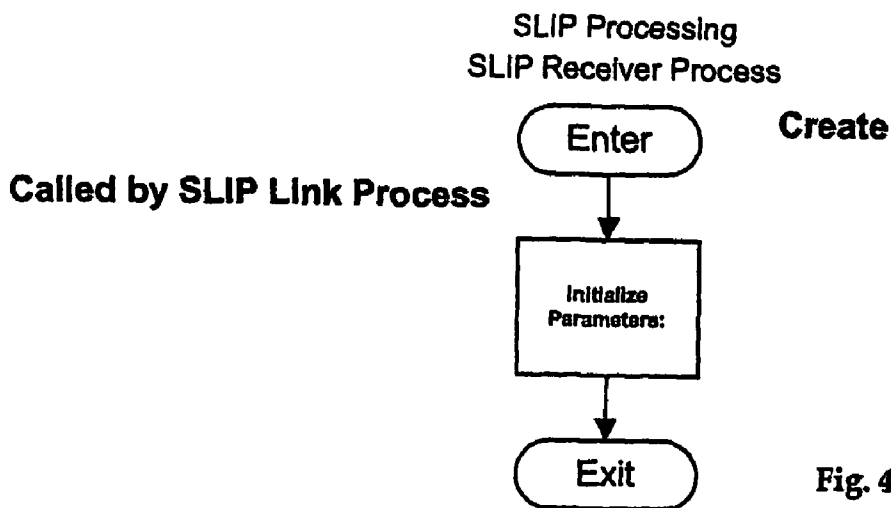 SLIP Processing
SLIP Receiver Process
Enter
Create
Called by SLIP Link Process
Initialize
Parameters:
Exit
Fig. 4